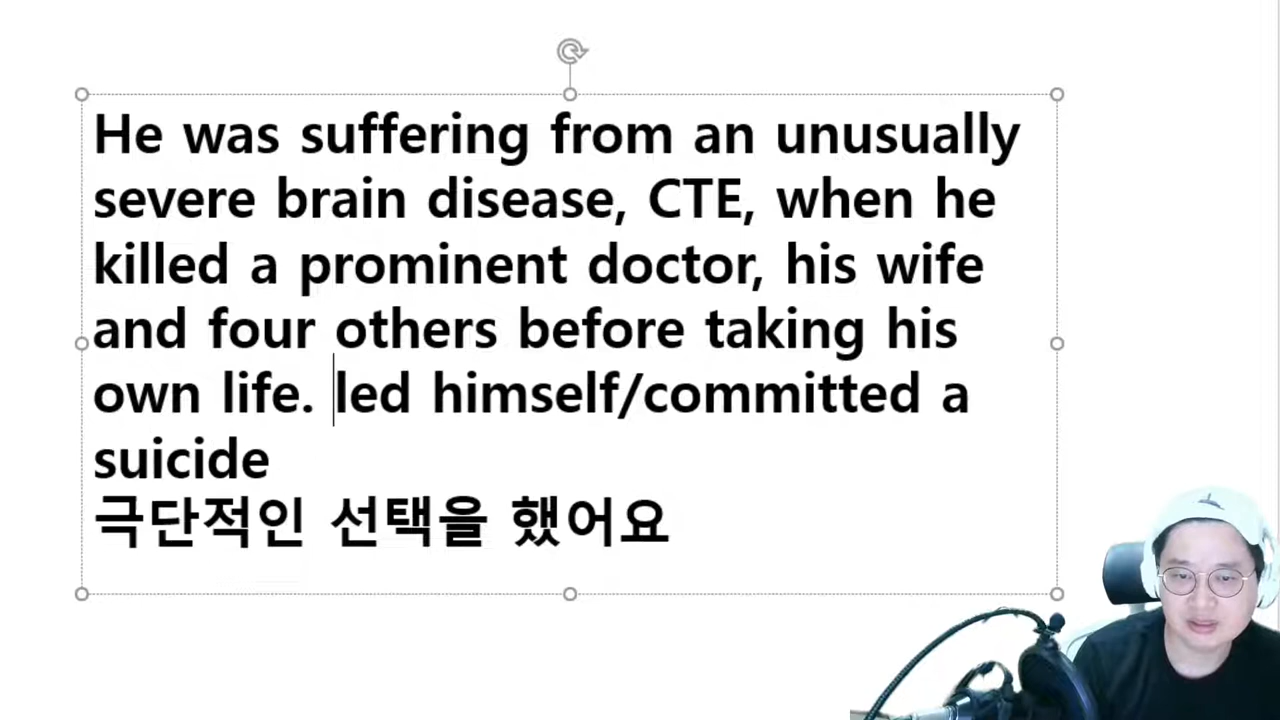 He was suffering from an unusually
severe brain disease, CTE, when he
killed a prominent doctor, his wife
and four others before taking his
own life. led himself/committed a
suicide
극단적인 선택을 했어요